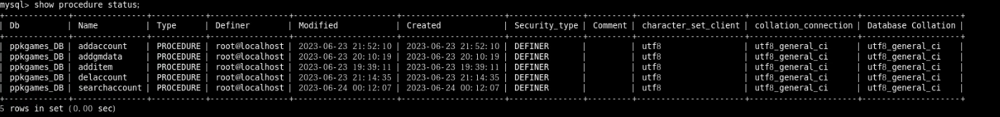 mysql> show procedure status;
+-----------+---------------+-----------+----------------+---------------------+---------------------+---------------+---------+----------------------+----------------------+--------------------+
| Db | Name | Type | Definer | Modified | Created | Security_type | Comment | character_set_client | collation_connection | Database Collation |
+-----------+---------------+-----------+----------------+---------------------+---------------------+---------------+---------+----------------------+----------------------+--------------------+
| ppkgames_DB | addaccount | PROCEDURE | root@localhost | 2023-06-23 21:52:10 | 2023-06-23 21:52:10 | DEFINER | | utf8 | utf8_general_ci | utf8_general_ci |
| ppkgames_DB | addgmdata | PROCEDURE | root@localhost | 2023-06-23 20:10:19 | 2023-06-23 20:10:19 | DEFINER | | utf8 | utf8_general_ci | utf8_general_ci |
| ppkgames_DB | additem | PROCEDURE | root@localhost | 2023-06-23 19:39:11 | 2023-06-23 19:39:11 | DEFINER | | utf8 | utf8_general_ci | utf8_general_ci |
| ppkgames_DB | delaccount | PROCEDURE | root@localhost | 2023-06-23 21:14:35 | 2023-06-23 21:14:35 | DEFINER | | utf8 | utf8_general_ci | utf8_general_ci |
| ppkgames_DB | searchaccount | PROCEDURE | root@localhost | 2023-06-24 00:12:07 | 2023-06-24 00:12:07 | DEFINER | | utf8 | utf8_general_ci | utf8_general_ci |
+-----------+---------------+-----------+----------------+---------------------+---------------------+---------------+---------+----------------------+----------------------+--------------------+
5 rows in set (0.00 sec)